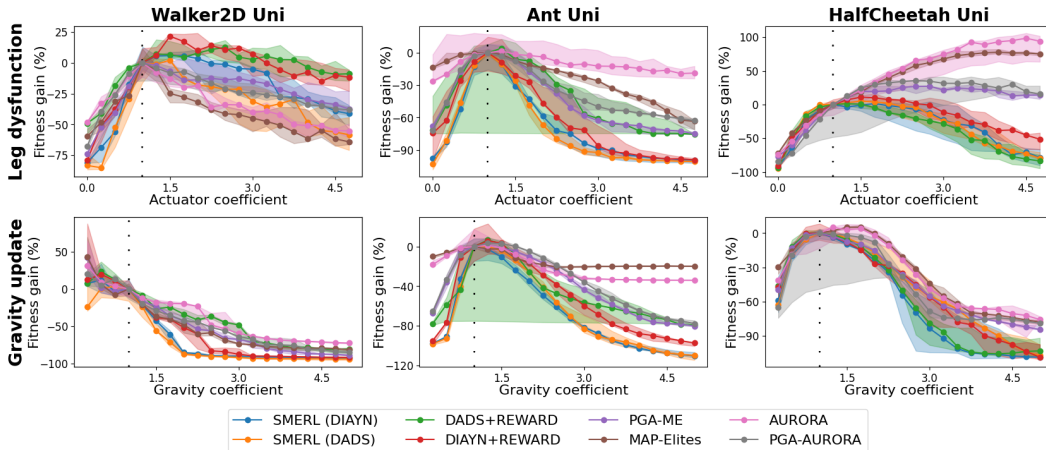 Walker2D Uni
Ant Uni
HalfCheetah Uni
Leg dysfunction
Fitness gain (%)
25
0
−25
−50
−75
0.0
1.5
3.0
4.5
Actuator coefficient
Fitness gain (%)
0
−30
−60
−90
0.0
1.5
3.0
4.5
Actuator coefficient
Fitness gain (%)
100
50
0
−50
−100
0.0
1.5
3.0
4.5
Actuator coefficient
Gravity update
Fitness gain (%)
50
0
−50
−100
1.5
3.0
4.5
Gravity coefficient
Fitness gain (%)
0
−40
−80
−120
1.5
3.0
4.5
Gravity coefficient
Fitness gain (%)
0
−30
−60
−90
1.5
3.0
4.5
Gravity coefficient
SMERL (DIAYN)
DADS+REWARD
PGA-ME
AURORA
SMERL (DADS)
DIAYN+REWARD
MAP-Elites
PGA-AURORA